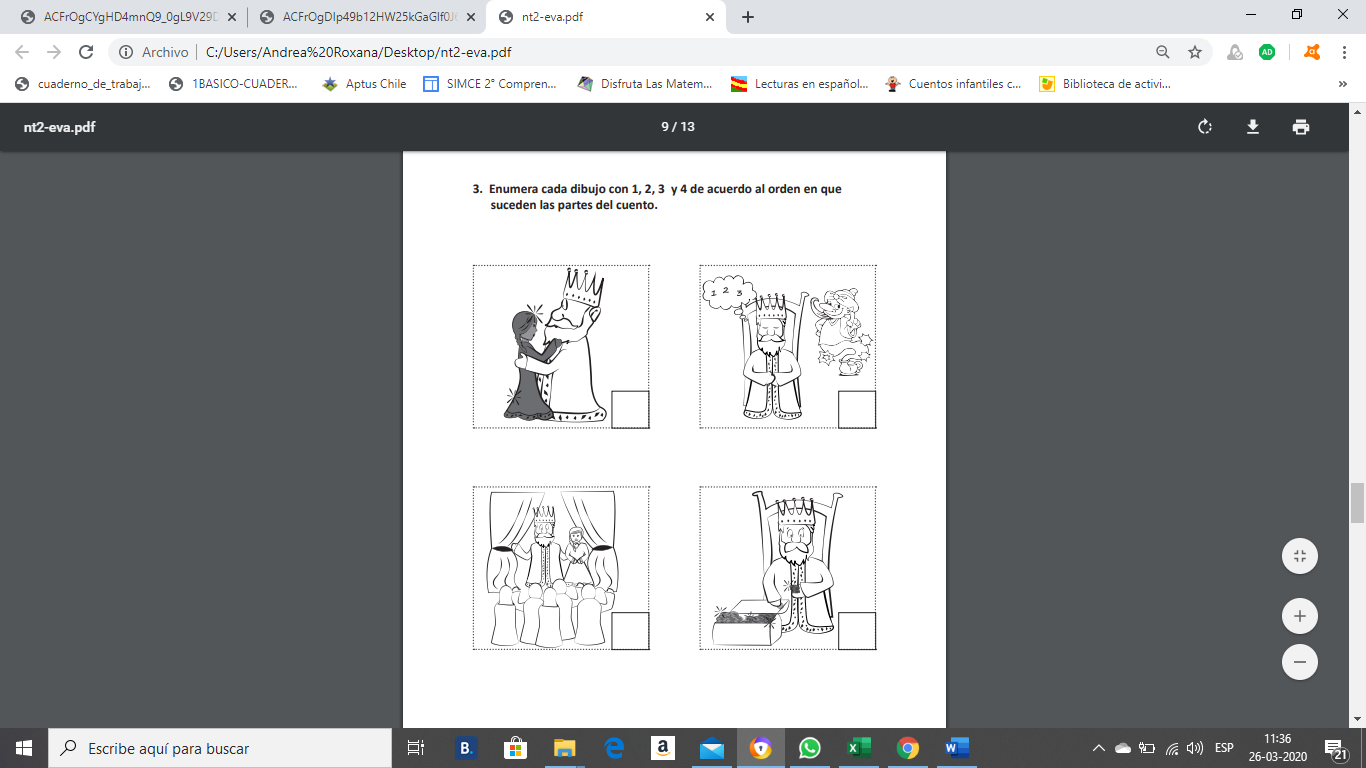 ACFrOgCYgHD4mnQ9_0gL9V29D
ACFrOgDIp49b12HW25kGaGlf0J
nt2-eva.pdf
Archivo
C:/Users/Andrea%20Roxana/Desktop/nt2-eva.pdf
AD
cuaderno_de_trabaj...
1BASICO-CUADER...
Aptus Chile
SIMCE 2° Compren...
Disfruta Las Matem...
Lecturas en español...
Cuentos infantiles c...
Biblioteca de activi...
»
nt2-eva.pdf
9 / 13
3. Enumera cada dibujo con 1, 2, 3 y 4 de acuerdo al orden en que
suceden las partes del cuento.
1 2 3
Escribe aquí para buscar
B.
a
ESP
11:36
26-03-2020
21